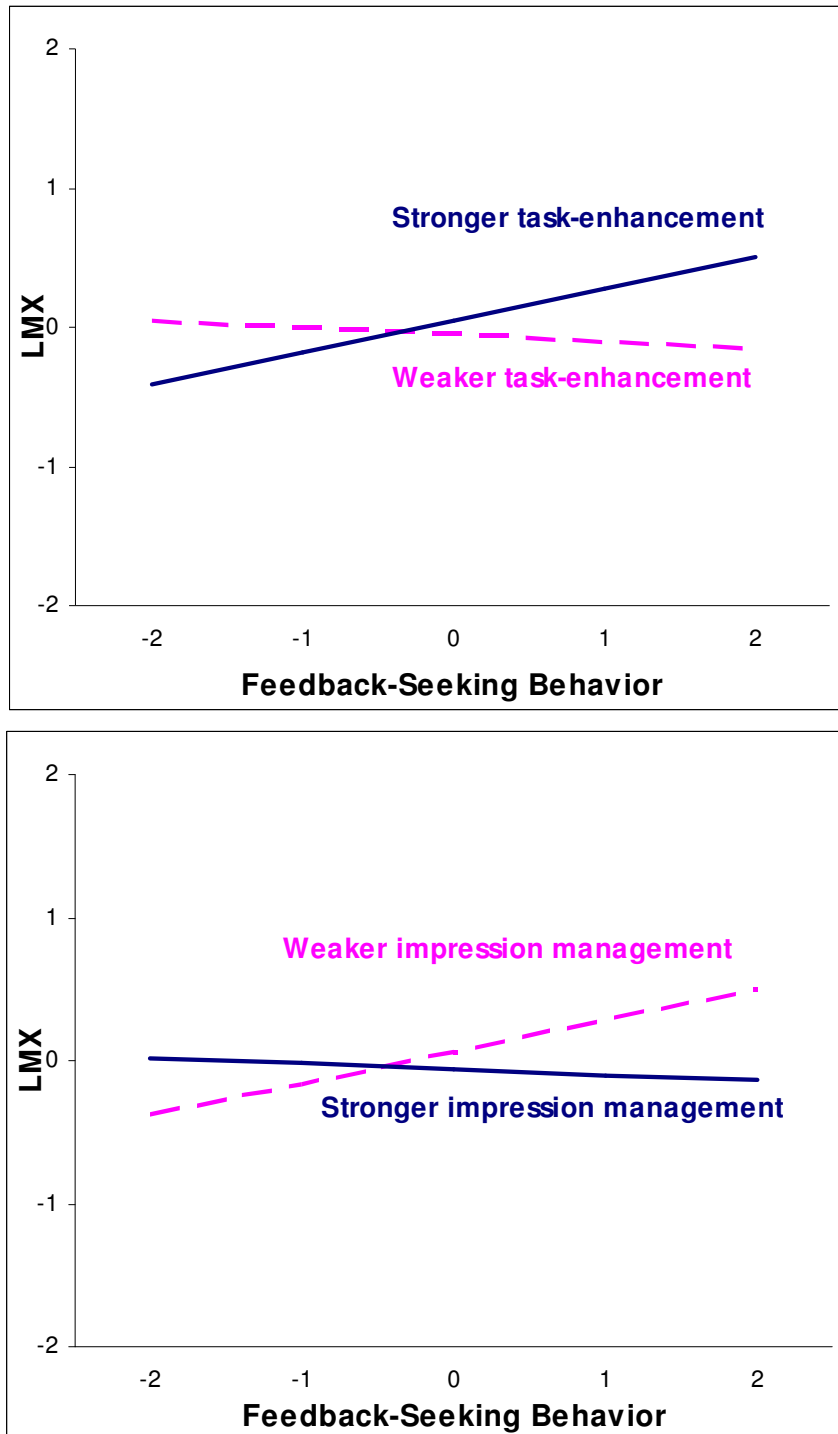 2
1
Stronger task-enhancement
LMX
0
Weaker task-enhancement
-1
-2
-2 -1 0 1 2
Feedback-Seeking Behavior
2
1
Weaker impression management
LMX
0
Stronger impression management
-1
-2
-2 -1 0 1 2
Feedback-Seeking Behavior